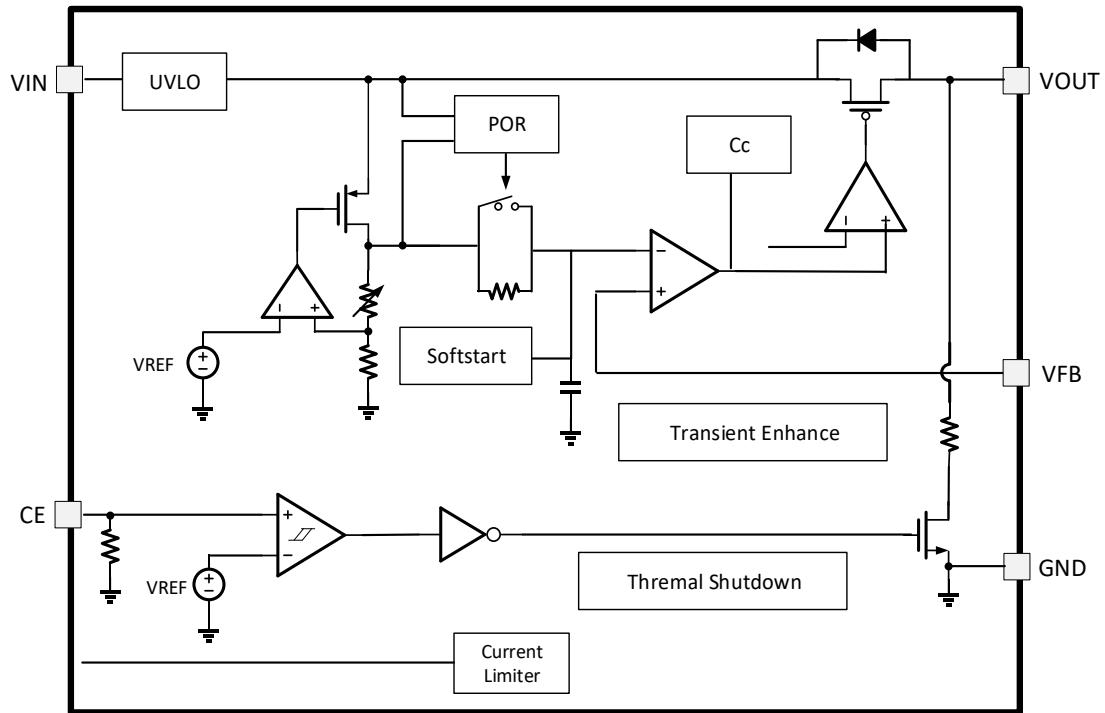 VIN
UVLO
VOUT
POR
Cc
VREF
Softstart
VFB
Transient Enhance
CE
VREF
Thremal Shutdown
GND
Current
Limiter